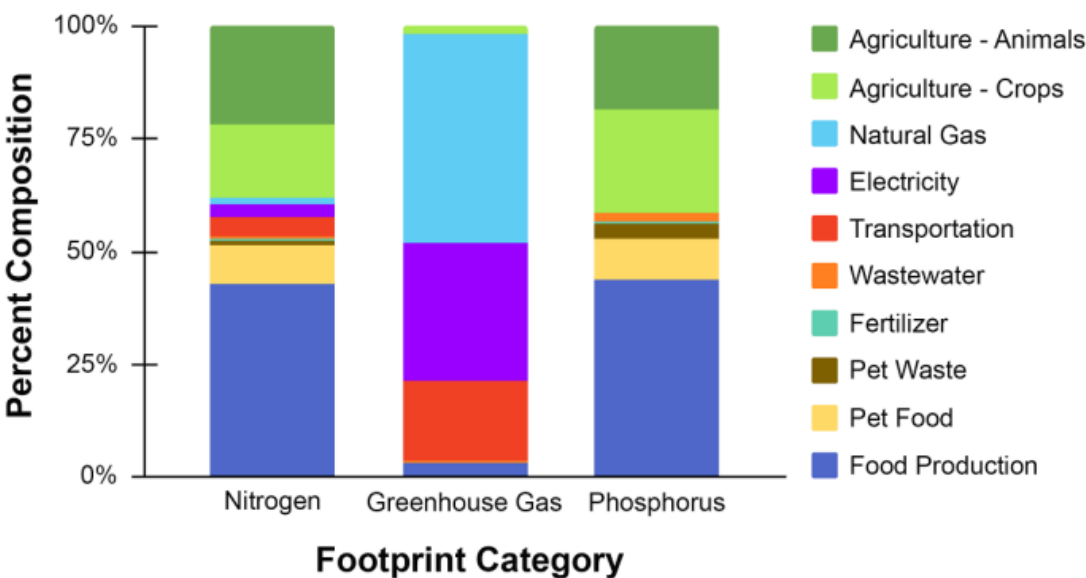 100%
75%
50%
25%
0%
Percent Composition
Nitrogen
Greenhouse Gas
Phosphorus
Footprint Category
Agriculture - Animals
Agriculture - Crops
Natural Gas
Electricity
Transportation
Wastewater
Fertilizer
Pet Waste
Pet Food
Food Production